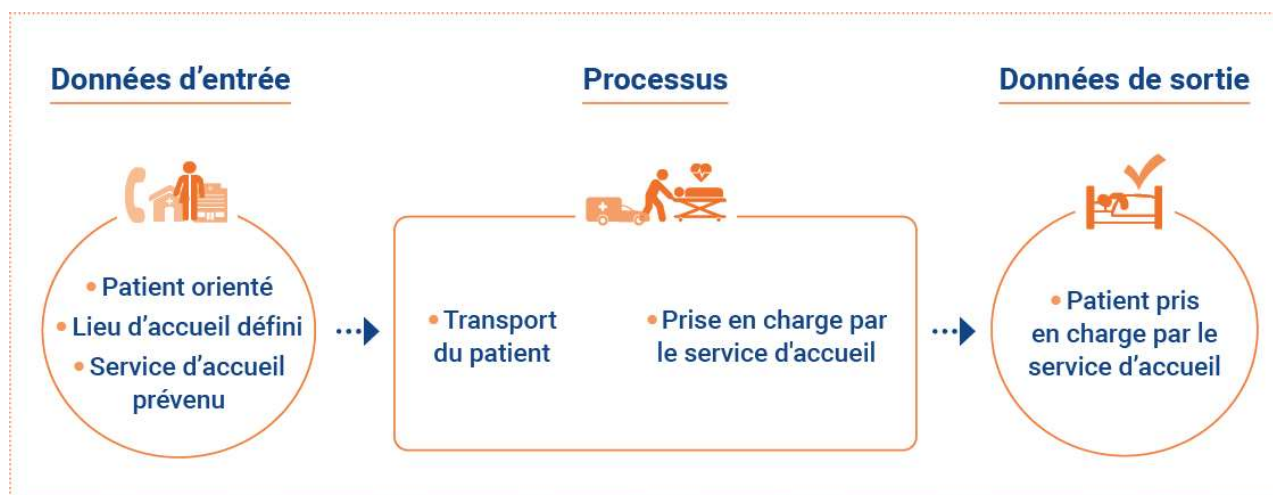 Données d’entrée
Processus
Données de sortie
• Patient orienté
• Lieu d’accueil défini
• Service d’accueil
prévenu
• Transport
du patient
• Prise en charge par
le service d'accueil
• Patient pris
en charge par le
service d’accueil